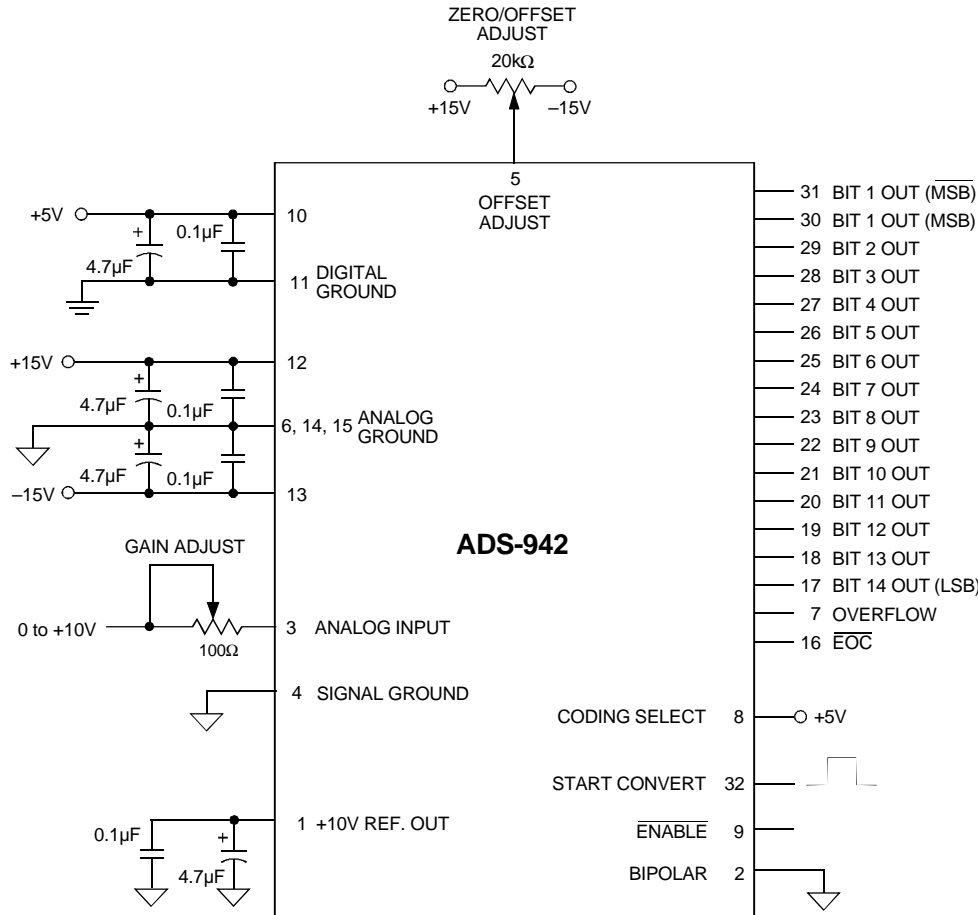 ZERO/OFFSET
ADJUST
20kΩ
+15V
–15V
5
OFFSET
ADJUST
+5V
+
4.7µF
0.1µF
10
11 DIGITAL
GROUND
+15V
+
4.7µF
0.1µF
12
6, 14, 15 ANALOG
GROUND
+
4.7µF
0.1µF
–15V
13
ADS-942
GAIN ADJUST
0 to +10V
100Ω
3 ANALOG INPUT
4 SIGNAL GROUND
0.1µF
+
4.7µF
1 +10V REF. OUT
31 BIT 1 OUT (M̅S̅B̅)
30 BIT 1 OUT (MSB)
29 BIT 2 OUT
28 BIT 3 OUT
27 BIT 4 OUT
26 BIT 5 OUT
25 BIT 6 OUT
24 BIT 7 OUT
23 BIT 8 OUT
22 BIT 9 OUT
21 BIT 10 OUT
20 BIT 11 OUT
19 BIT 12 OUT
18 BIT 13 OUT
17 BIT 14 OUT (LSB)
7 OVERFLOW
16 E̅O̅C̅
CODING SELECT 8 +5V
START CONVERT 32
E̅N̅A̅B̅L̅E̅ 9
BIPOLAR 2